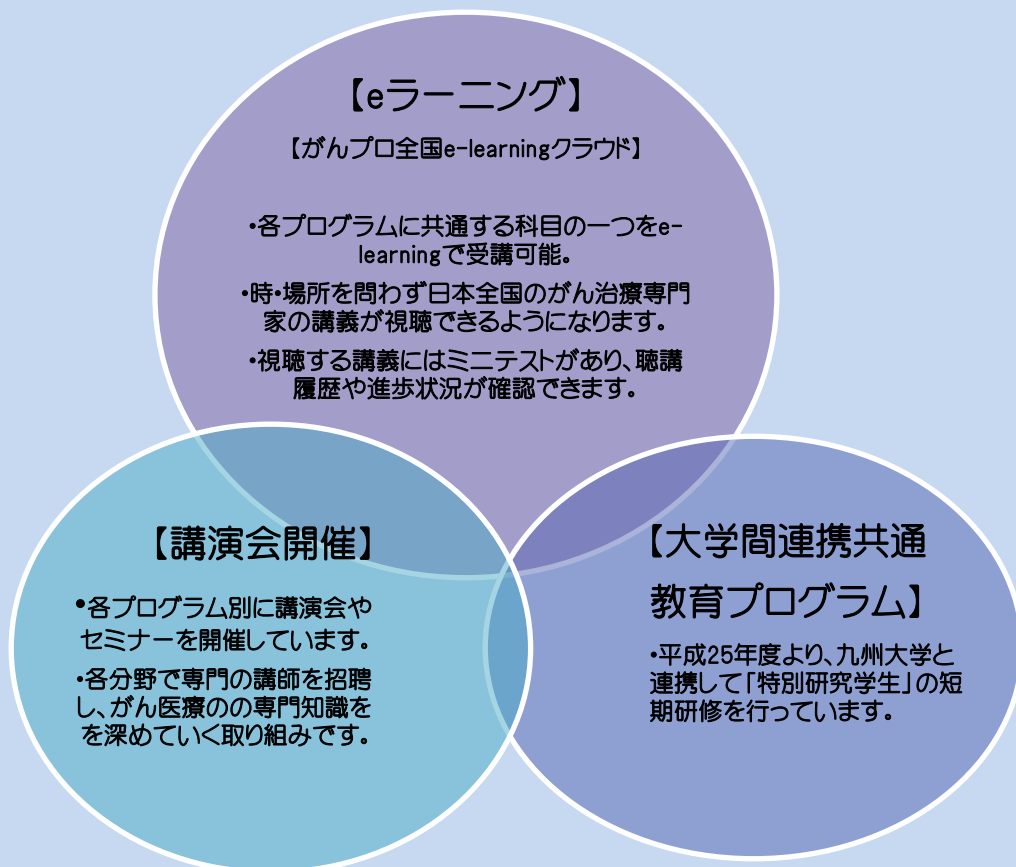 【eラーニング】
【がんプロ全国e-learningクラウド】
・各プログラムに共通する科目の一つをe-
learningで受講可能。
・時・場所を問わず日本全国のがん治療専門
家の講義が視聴できるようになります。
・視聴する講義にはミニテストがあり、聴講
履歴や進歩状況が確認できます。
【講演会開催】
•各プログラム別に講演会や
セミナーを開催しています。
・各分野で専門の講師を招聘
し、がん医療のの専門知識を
を深めていく取り組みです。
【大学間連携共通
教育プログラム】
・平成25年度より、九州大学と
連携して「特別研究学生」の短
期研修を行っています。